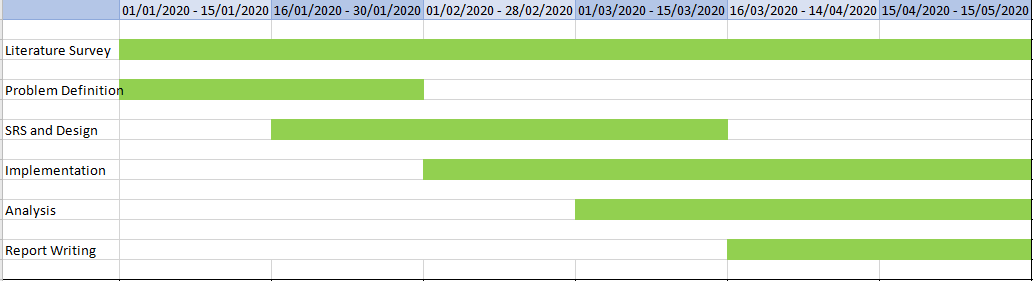 01/01/2020 - 15/01/2020 16/01/2020 - 30/01/2020 01/02/2020 - 28/02/2020 01/03/2020 - 15/03/2020 16/03/2020 - 14/04/2020 15/04/2020 - 15/05/2020
Literature Survey
Problem Definition
SRS and Design
Implementation
Analysis
Report Writing